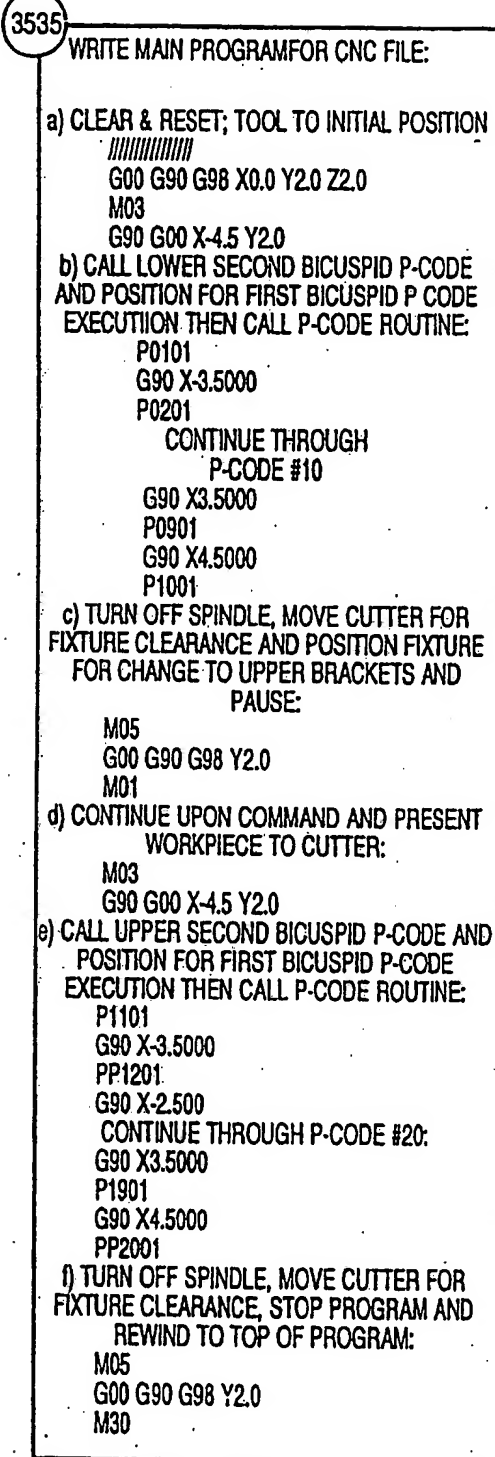 3535
WRITE MAIN PROGRAMFOR CNC FILE:
a) CLEAR & RESET; TOOL TO INITIAL POSITION
////////////////
G00 G90 G98 X0.0 Y2.0 Z2.0
M03
G90 G00 X-4.5 Y2.0
b) CALL LOWER SECOND BICUSPID P-CODE
AND POSITION FOR FIRST BICUSPID P CODE
EXECUTIION THEN CALL P-CODE ROUTINE:
P0101
G90 X-3.5000
P0201
CONTINUE THROUGH
P-CODE #10
G90 X3.5000
P0901
G90 X4.5000
P1001
c) TURN OFF SPINDLE, MOVE CUTTER FOR
FIXTURE CLEARANCE AND POSITION FIXTURE
FOR CHANGE TO UPPER BRACKETS AND
PAUSE:
M05
G00 G90 G98 Y2.0
M01
d) CONTINUE UPON COMMAND AND PRESENT
WORKPIECE TO CUTTER:
M03
G90 G00 X-4.5 Y2.0
e) CALL UPPER SECOND BICUSPID P-CODE AND
POSITION FOR FIRST BICUSPID P-CODE
EXECUTION THEN CALL P-CODE ROUTINE:
P1101
G90 X-3.5000
PP1201
G90 X-2.500
CONTINUE THROUGH P-CODE #20:
G90 X3.5000
P1901
G90 X4.5000
PP2001
f) TURN OFF SPINDLE, MOVE CUTTER FOR
FIXTURE CLEARANCE, STOP PROGRAM AND
REWIND TO TOP OF PROGRAM:
M05
G00 G90 G98 Y2.0
M30